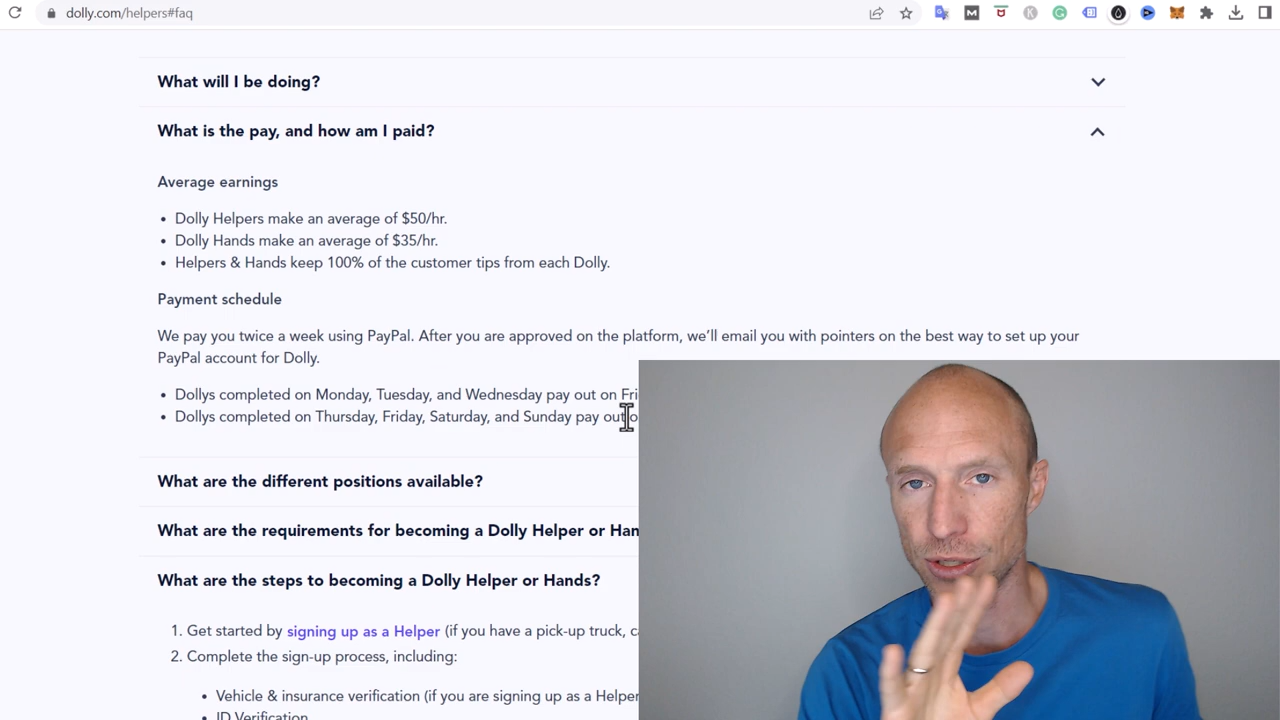 dolly.com/helpers#faq
What will I be doing?
What is the pay, and how am I paid?
Average earnings
• Dolly Helpers make an average of $50/hr.
• Dolly Hands make an average of $35/hr.
• Helpers & Hands keep 100% of the customer tips from each Dolly.
Payment schedule
We pay you twice a week using PayPal. After you are approved on the platform, we’ll email you with pointers on the best way to set up your
PayPal account for Dolly.
• Dollys completed on Monday, Tuesday, and Wednesday pay out on Fri
• Dollys completed on Thursday, Friday, Saturday, and Sunday pay out o
What are the different positions available?
What are the requirements for becoming a Dolly Helper or Han
What are the steps to becoming a Dolly Helper or Hands?
1. Get started by signing up as a Helper (if you have a pick-up truck, ca
2. Complete the sign-up process, including:
• Vehicle & insurance verification (if you are signing up as a Helper
• ID Verification